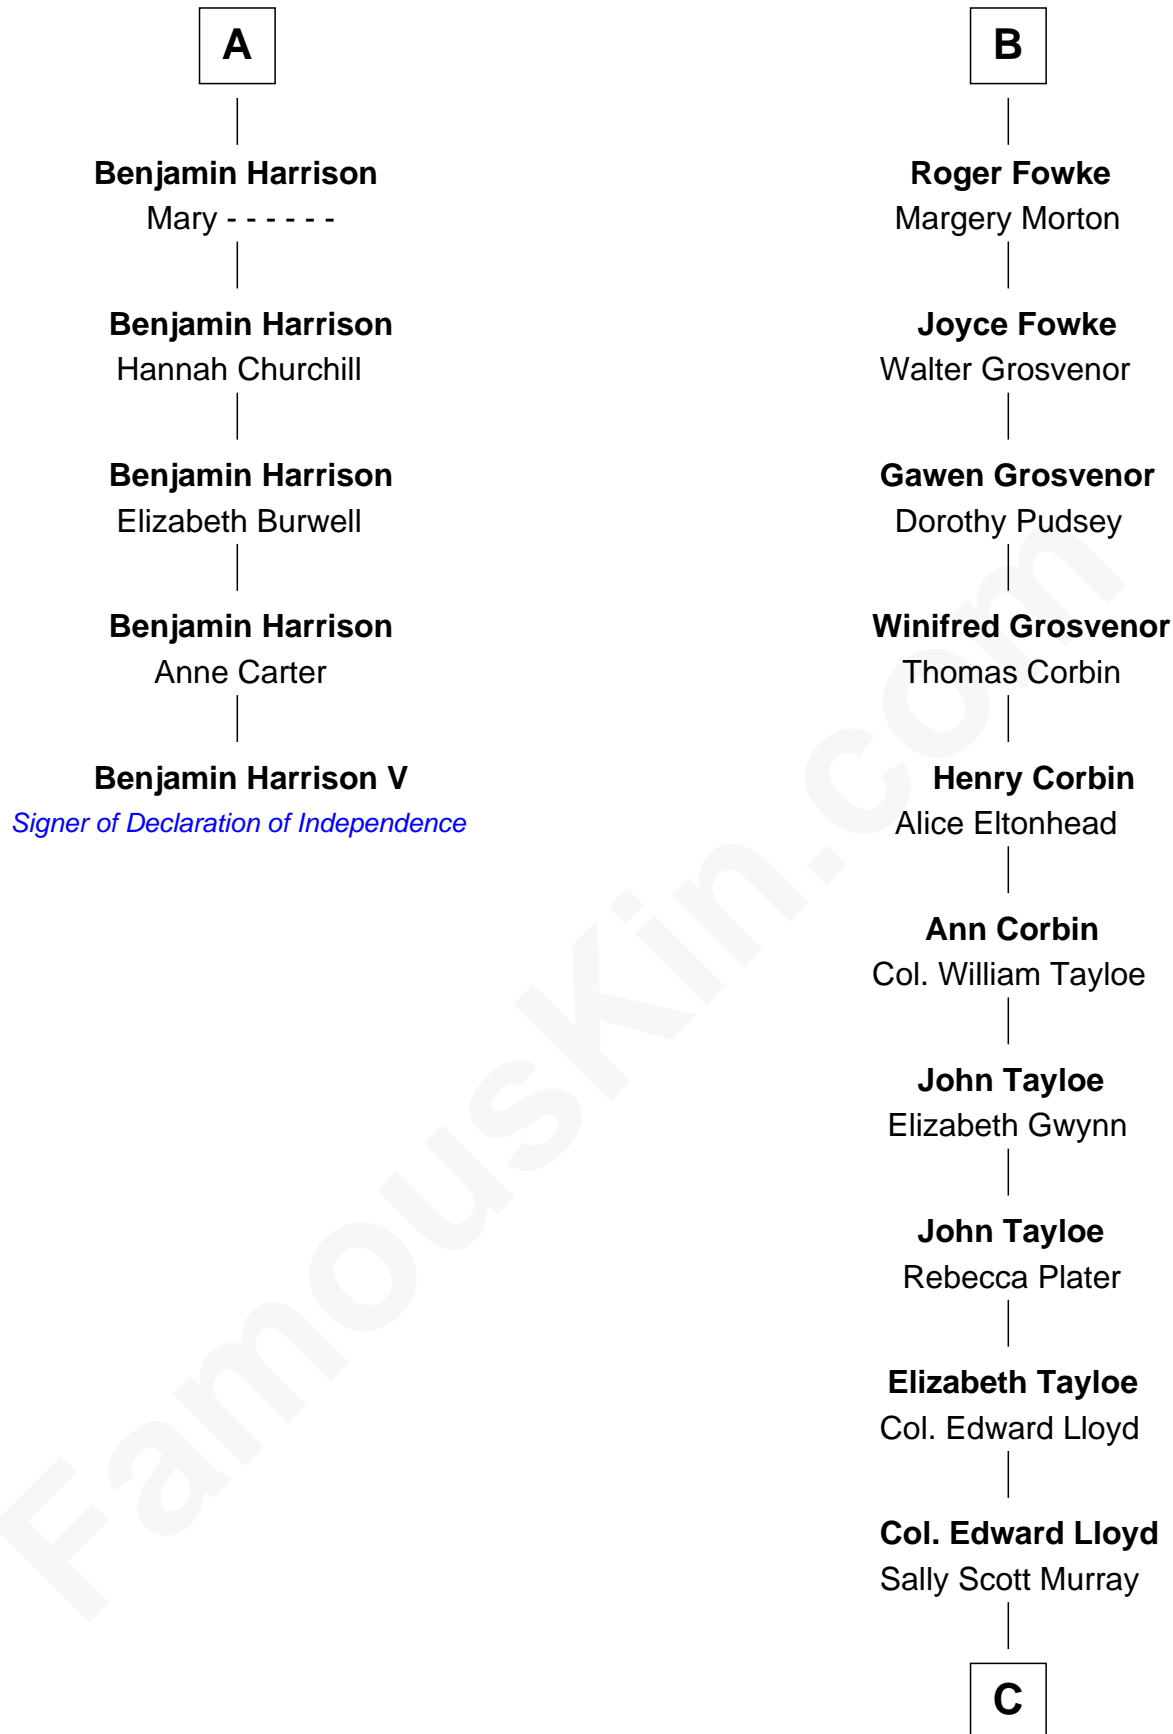 A
Benjamin Harrison
Mary - - - - - -
Benjamin Harrison
Hannah Churchill
Benjamin Harrison
Elizabeth Burwell
Benjamin Harrison
Anne Carter
Benjamin Harrison V
Signer of Declaration of Independence
B
Roger Fowke
Margery Morton
Joyce Fowke
Walter Grosvenor
Gawen Grosvenor
Dorothy Pudsey
Winifred Grosvenor
Thomas Corbin
Henry Corbin
Alice Eltonhead
Ann Corbin
Col. William Tayloe
John Tayloe
Elizabeth Gwynn
John Tayloe
Rebecca Plater
Elizabeth Tayloe
Col. Edward Lloyd
Col. Edward Lloyd
Sally Scott Murray
C
FamousKin.com